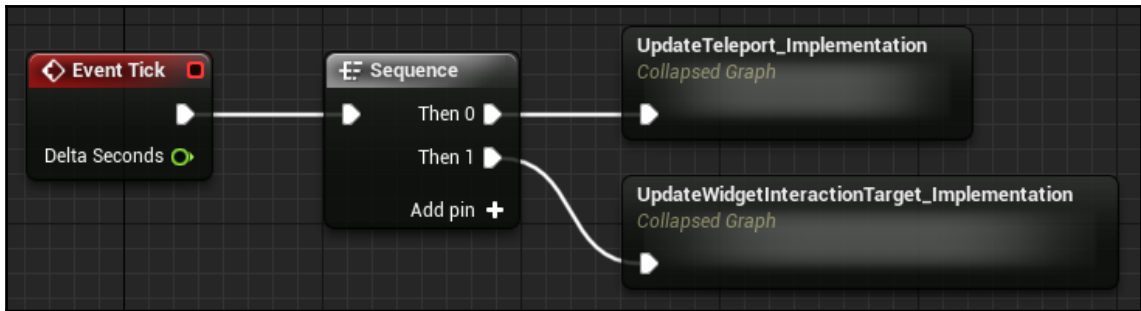 Event Tick
Delta Seconds
Sequence
Then 0
Then 1
Add pin
UpdateTeleport_Implementation
Collapsed Graph
UpdateWidgetInteractionTarget_Implementation
Collapsed Graph